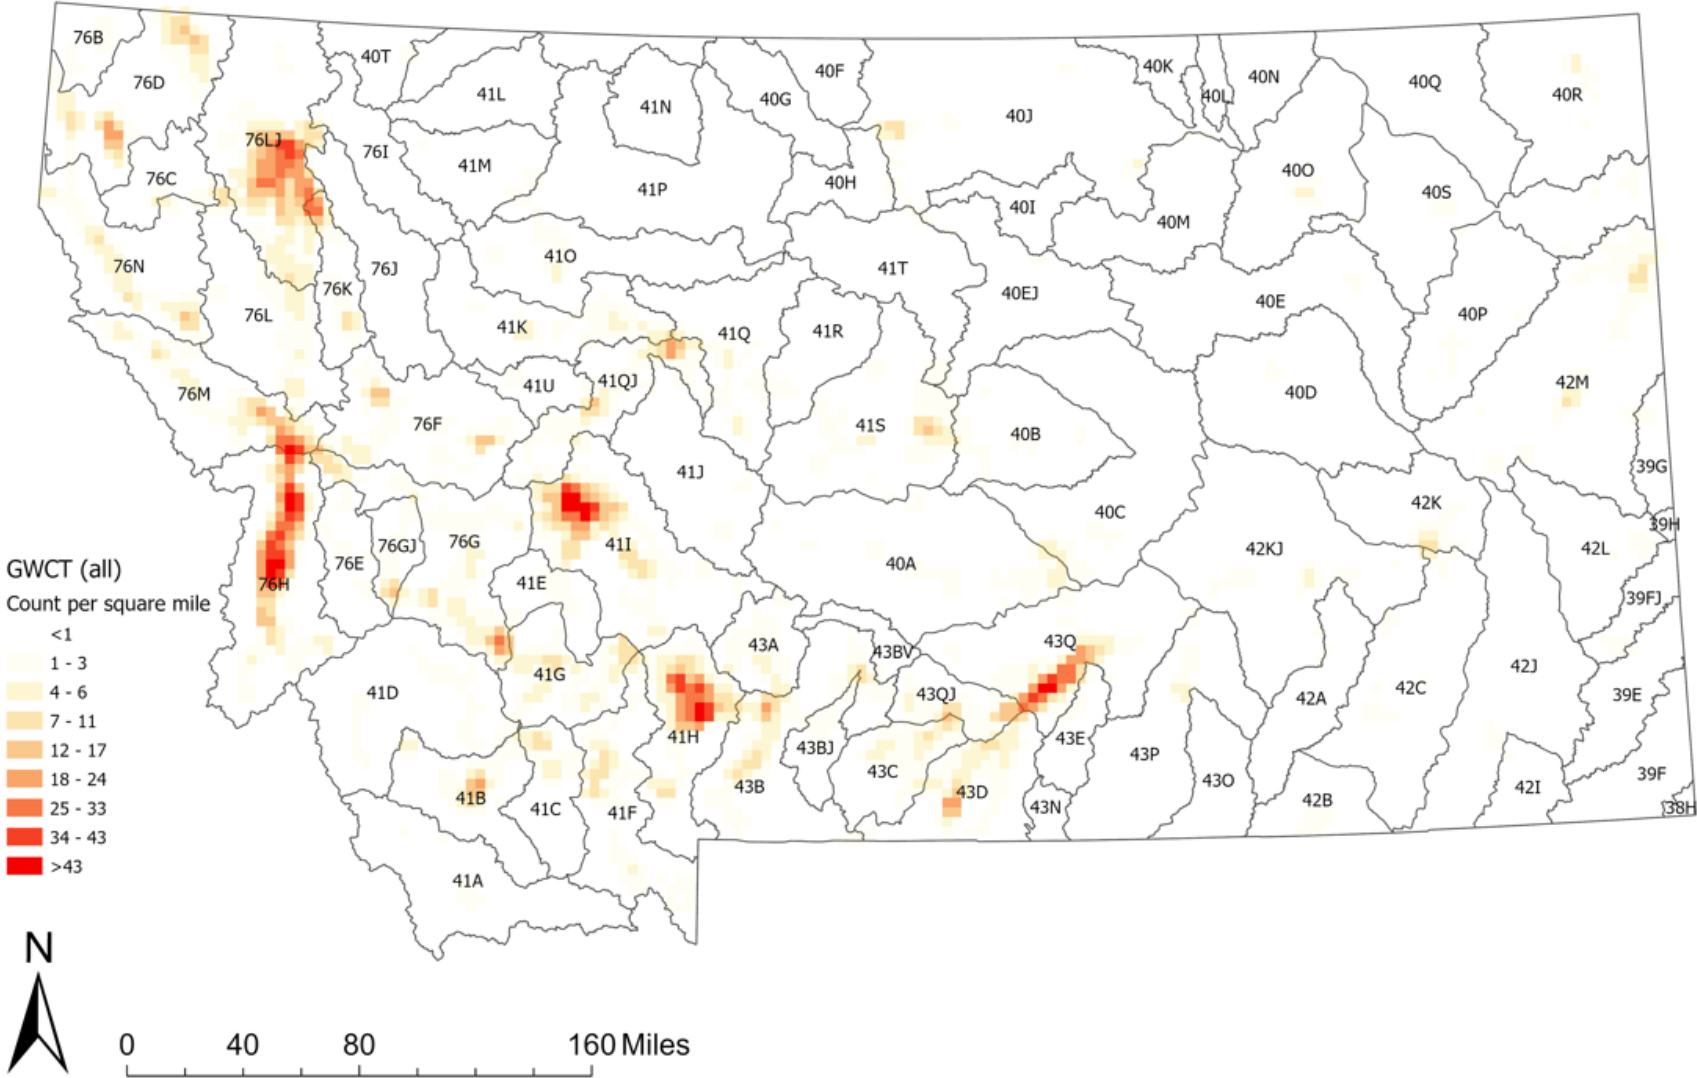 76B
40T
40F
40K
40N
76D
41L
41N
40G
40L
40Q
40R
40J
76LJ
76I
41M
76C
41P
40H
40O
40S
40I
40M
76N
76J
41O
41T
76K
40EJ
40E
76L
41K
41Q
41R
40P
76M
41U
41QJ
42M
40D
76F
41S
40B
41J
39G
42K
40C
39H
76GJ
76G
41I
42KJ
42L
76E
40A
76H
41E
39FJ
43A
43Q
43BV
41G
42J
41D
43QJ
42A
42C
39E
41H
43BJ
43E
43P
43C
43B
43D
43O
41B
41C
41F
43N
42B
42I
39F
38H
41A
GWCT (all)
Count per square mile
<1
1 - 3
4 - 6
7 - 11
12 - 17
18 - 24
25 - 33
34 - 43
>43
N
0 40 80 160 Miles